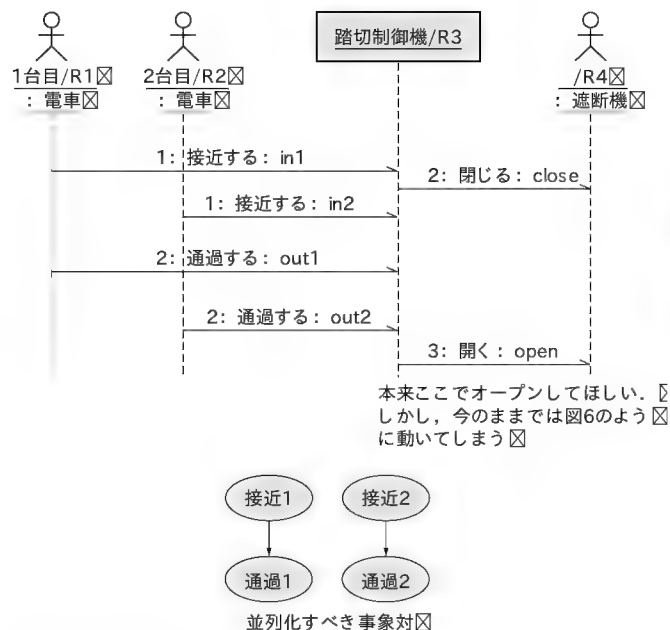 1台目/R1
: 電車
2台目/R2
: 電車
踏切制御機/R3
/R4
: 遮断機
1: 接近する: in1
2: 閉じる: close
1: 接近する: in2
2: 通過する: out1
2: 通過する: out2
3: 開く: open
本来ここでオープンしてほしい.
しかし, 今のままでは図6のよう
に動いてしまう
接近1
接近2
通過1
通過2
並列化すべき事象対